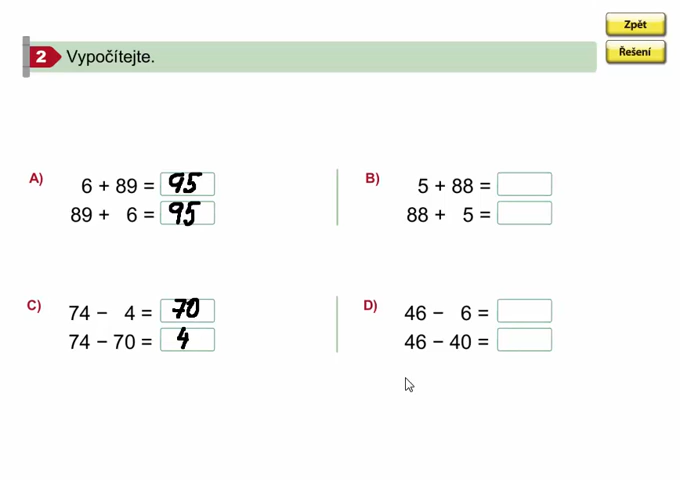 Zpět
Řešení
2 Vypočítejte.
A) 6 + 89 = 95
89 + 6 = 95
B) 5 + 88 =
88 + 5 =
C) 74 − 4 = 70
74 − 70 = 4
D) 46 − 6 =
46 − 40 =